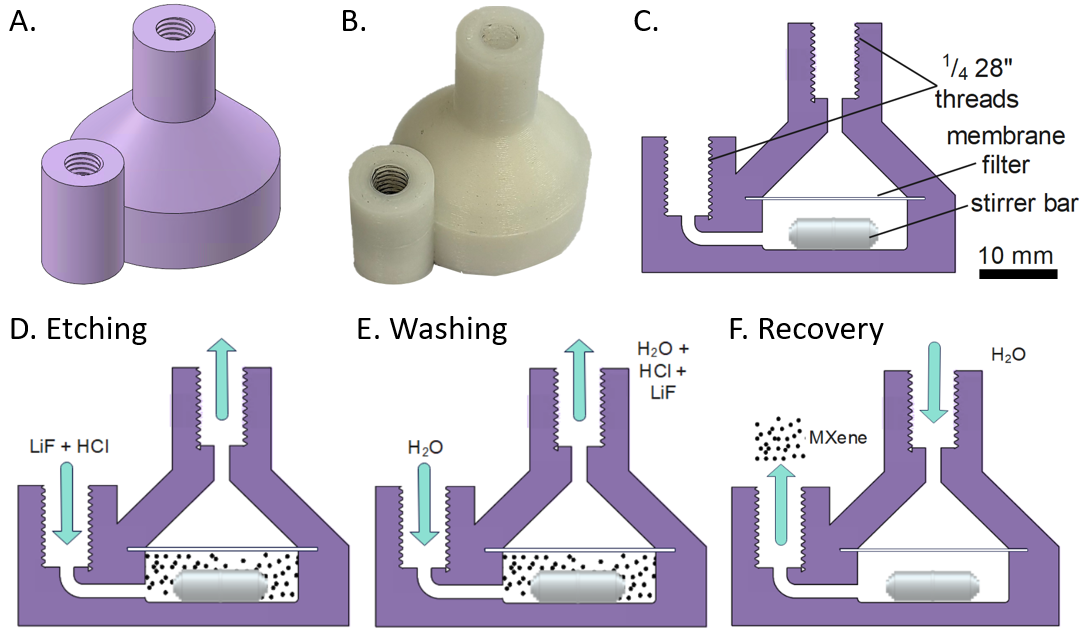 A.
B.
C.
1/4 28"
threads
membrane
filter
stirrer bar
10 mm
D. Etching
LiF + HCl
E. Washing
H₂O
H₂O +
HCl +
LiF
F. Recovery
H₂O
MXene